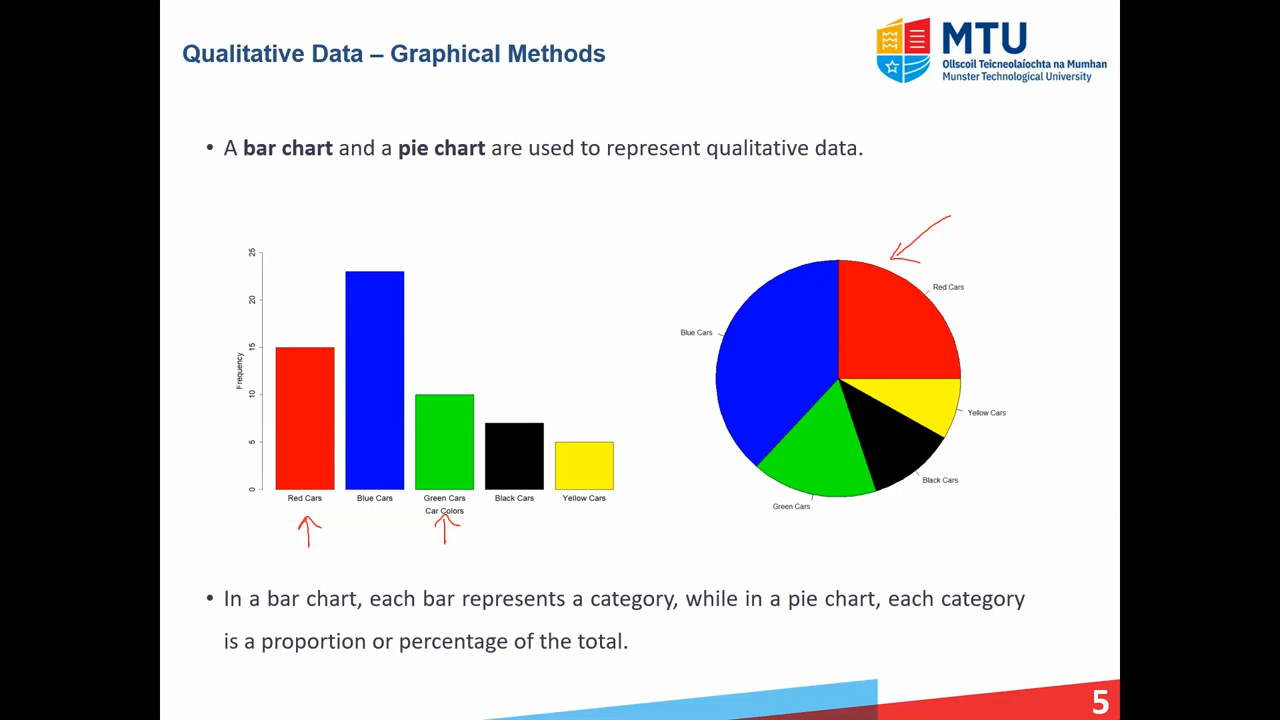 Qualitative Data – Graphical Methods
MTU
Ollscoil Teicneolaíochta na Mumhan
Munster Technological University
• A bar chart and a pie chart are used to represent qualitative data.
25
20
15
10
5
0
Frequency
Red Cars
Blue Cars
Green Cars
Black Cars
Yellow Cars
Car Colors
Red Cars
Blue Cars
Yellow Cars
Black Cars
Green Cars
• In a bar chart, each bar represents a category, while in a pie chart, each category
is a proportion or percentage of the total.
5